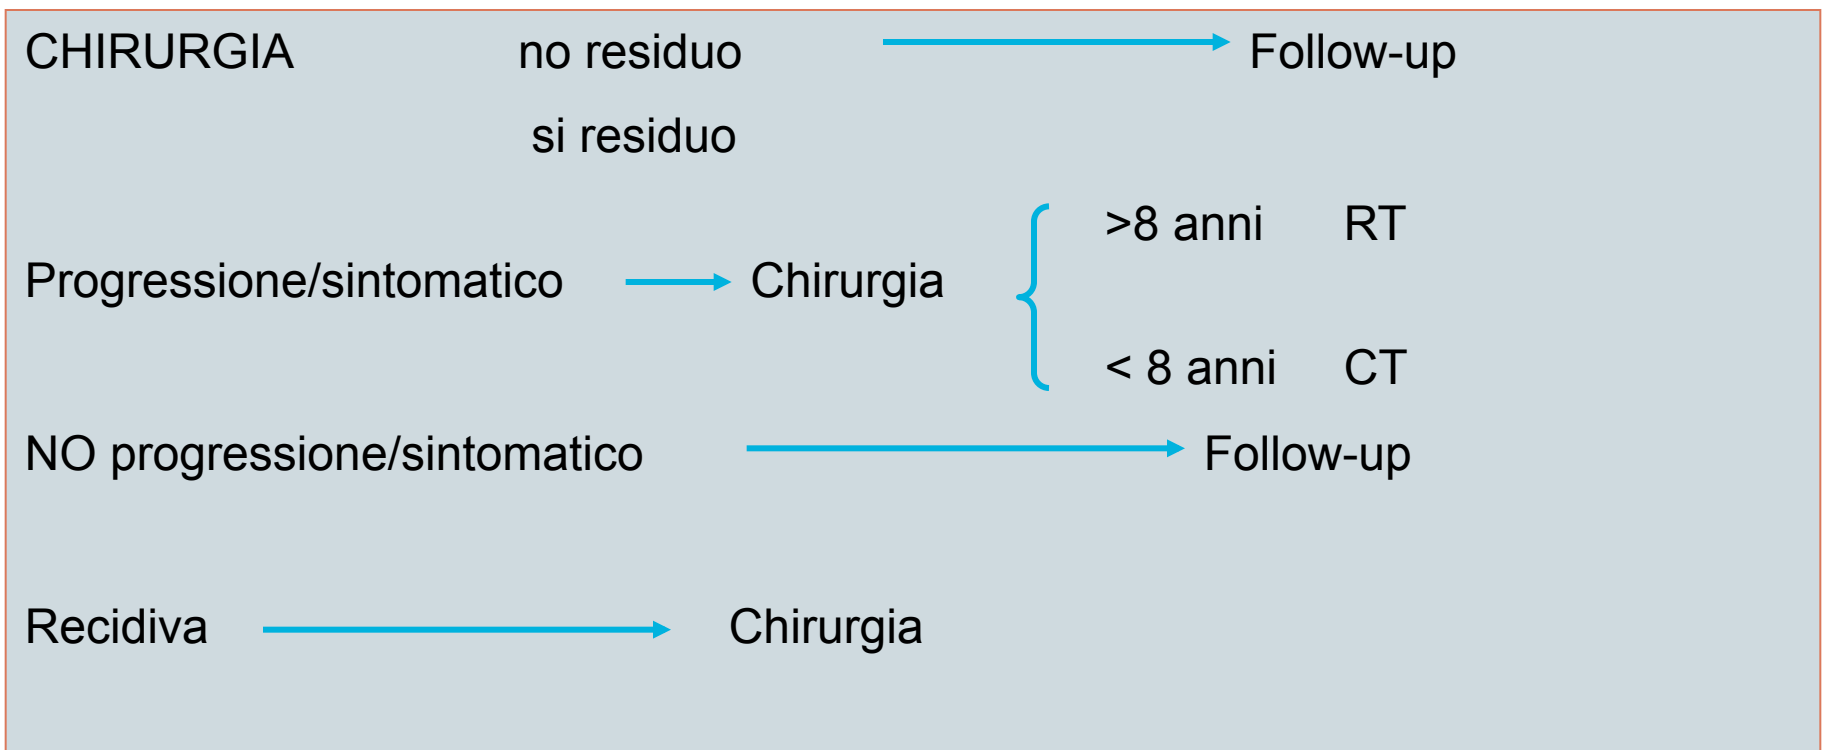 CHIRURGIA no residuo Follow-up
si residuo
>8 anni RT
Progressione/sintomatico Chirurgia
< 8 anni CT
NO progressione/sintomatico Follow-up
Recidiva Chirurgia